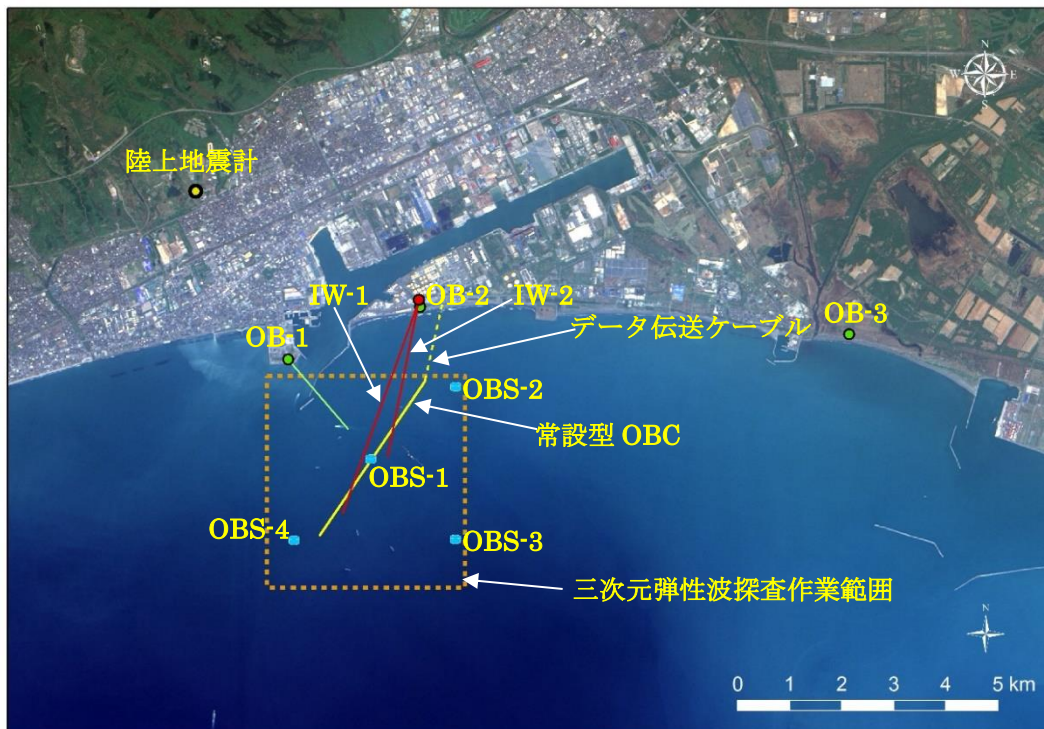 N
W E
S
陸上地震計
IW-1
OB-2
IW-2
OB-1
データ伝送ケーブル
OB-3
OBS-2
常設型 OBC
OBS-1
OBS-4
OBS-3
三次元弾性波探査作業範囲
N
0 1 2 3 4 5 km